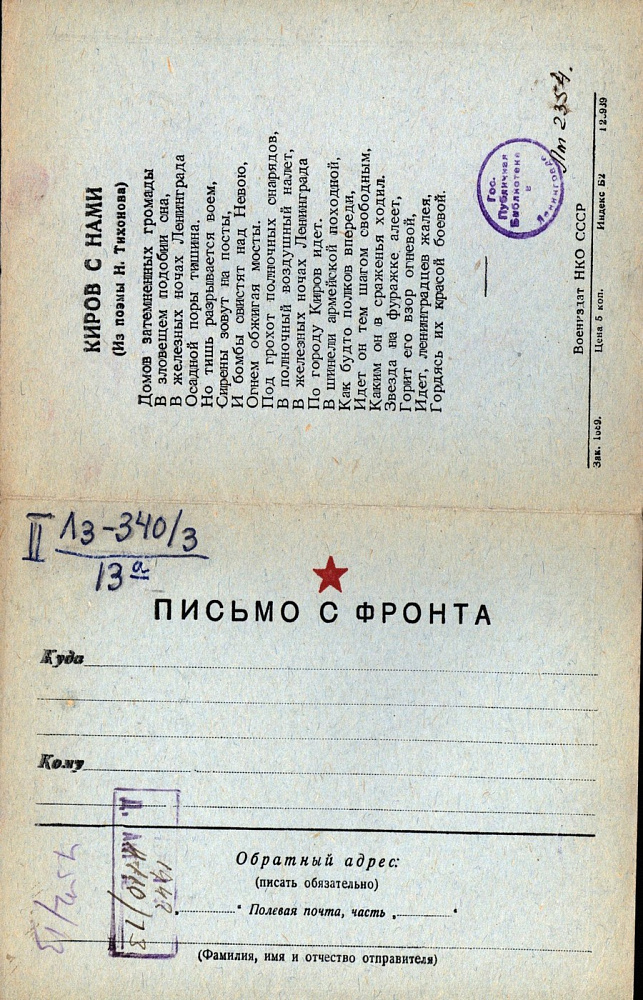 КИРОВ С НАМИ
(Из поэмы Н. Тихонова)
Домов затемненных громады
В зловещем подобии сна,
В железных ночах Ленинграда
Осадной поры тишина.
Но тишь разрывается воем,
Сирены зовут на посты,
И бомбы свистят над Невою,
Огнем обжигая мосты.
Под грохот полночных снарядов,
В полночный воздушный налет,
В железных ночах Ленинграда
По городу Киров идет.
В шинели армейской походной,
Как будто полков впереди,
Идет он тем шагом свободным,
Каким он в сраженья ходил.
Звезда на фуражке алеет,
Горит его взор огневой,
Идет, ленинградцев жалея,
Гордясь их красой боевой.
Гос.
Публичная
Библиотека
в
Ленинграде
2354.
Воениздат НКО СССР
Зак. 1089.
Цена 5 коп.
Индекс Б2
12.939
II Лз-340/3
13а
ПИСЬМО С ФРОНТА
Куда
Кому
Обратный адрес:
(писать обязательно)
" Полевая почта, часть „ "
(Фамилия, имя и отчество отправителя)
1942